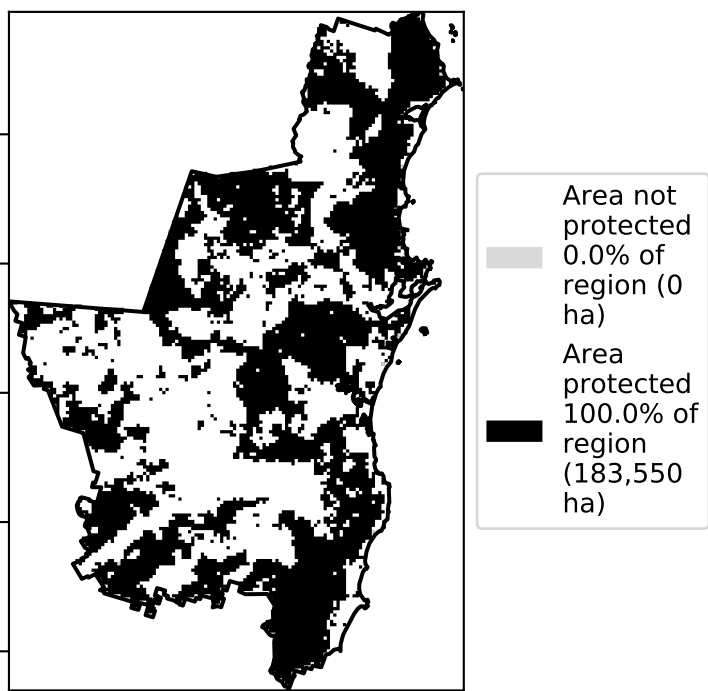 Area not
protected
0.0% of
region (0
ha)
Area
protected
100.0% of
region
(183,550
ha)